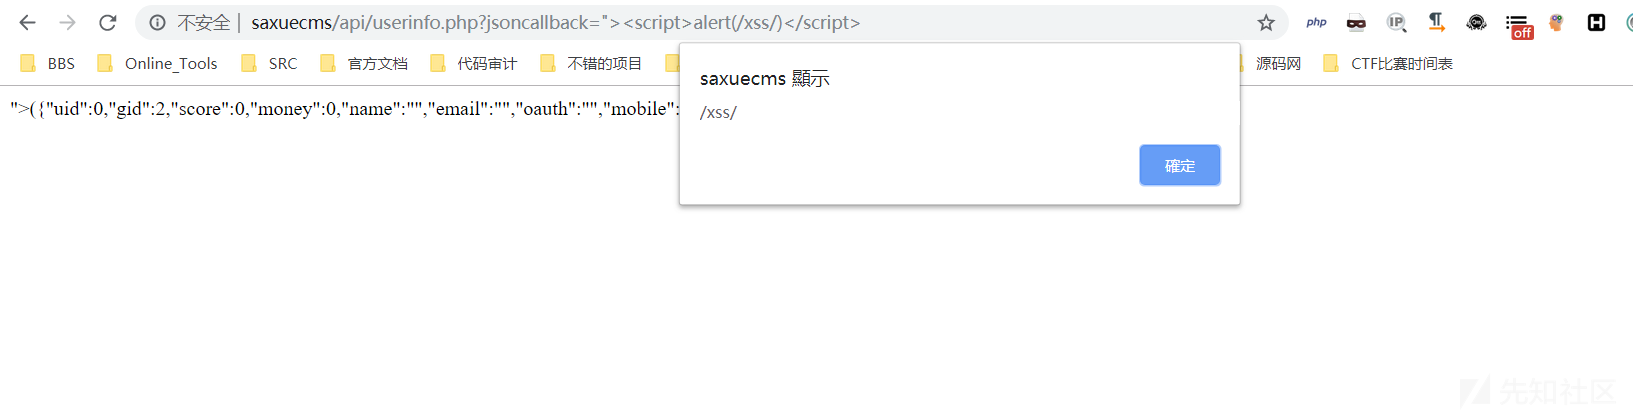 不安全 | saxuecms/api/userinfo.php?jsoncallback="><script>alert(/xss/)</script>
php
IP
off
H
BBS Online_Tools SRC 官方文档 代码审计 不错的项目 源码网 CTF比赛时间表
saxuecms 顯示
/xss/
確定
">({"uid":0,"gid":2,"score":0,"money":0,"name":"","email":"","oauth":"","mobile":
先知社区